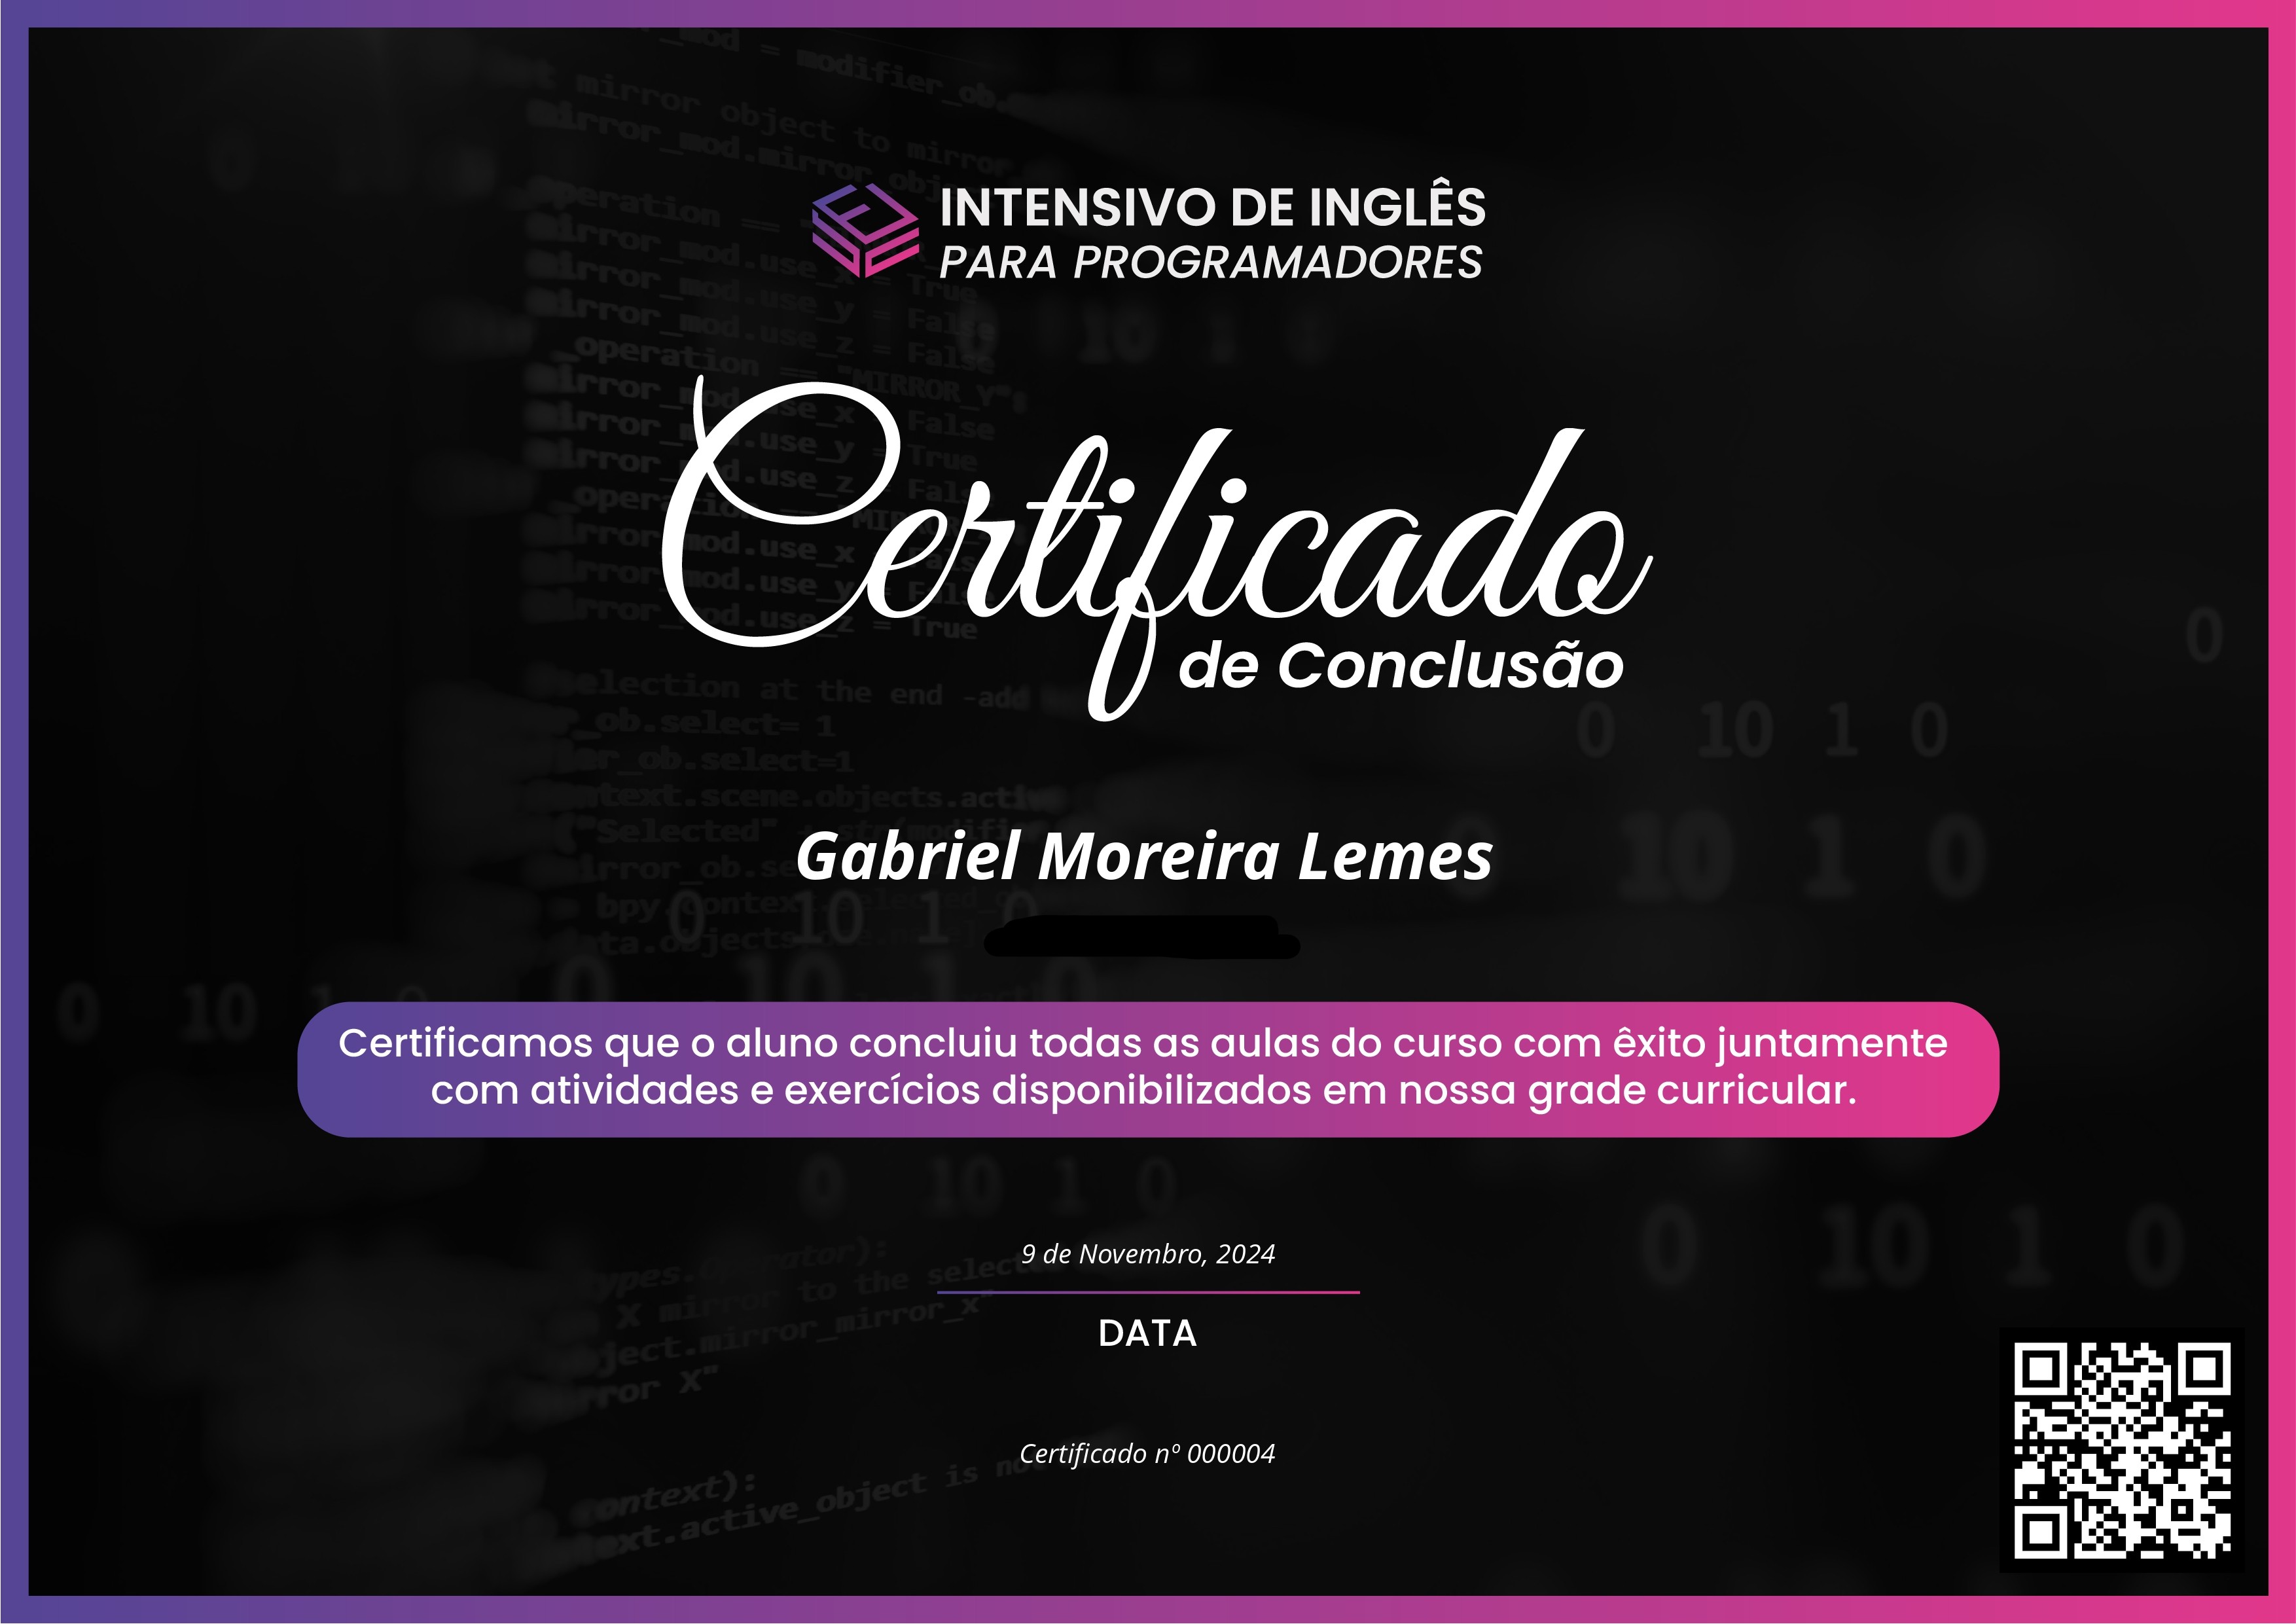 INTENSIVO DE INGLÊS
PARA PROGRAMADORES
Certificado
de Conclusão
Gabriel Moreira Lemes
Certificamos que o aluno concluiu todas as aulas do curso com êxito juntamente
com atividades e exercícios disponibilizados em nossa grade curricular.
9 de Novembro, 2024
DATA
Certificado nº 000004